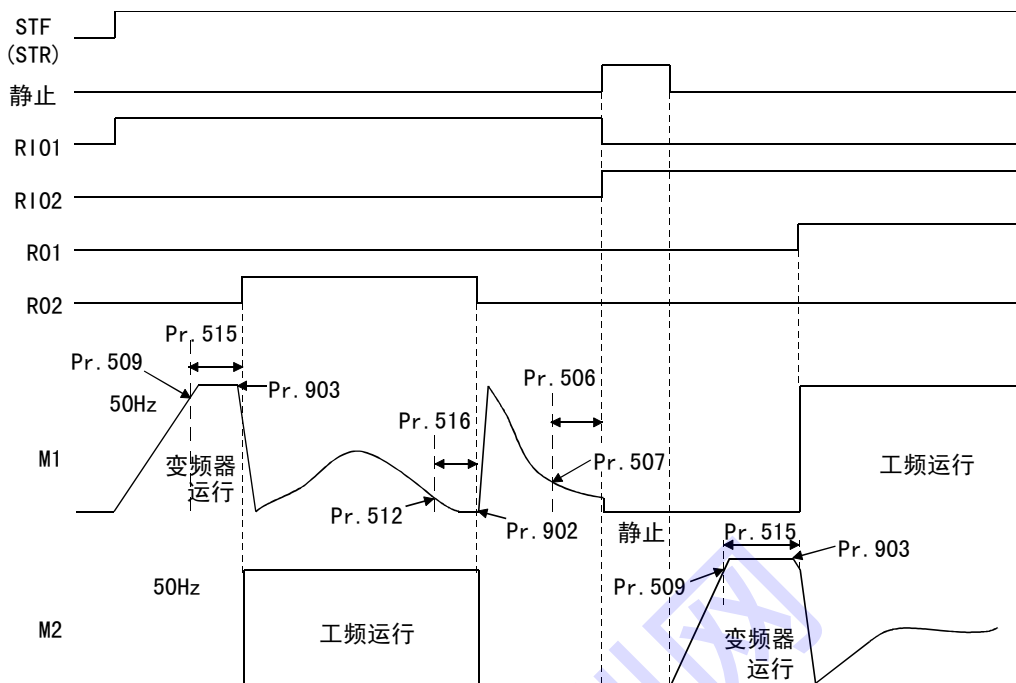 STF
(STR)
静止
RIO1
RIO2
RO1
RO2
Pr.515
Pr.509
Pr.903
50Hz
Pr.506
Pr.516
M1
变频器
运行
Pr.507
工频运行
Pr.512
Pr.902
静止
Pr.515
Pr.903
50Hz
Pr.509
M2
工频运行
变频器
运行
网